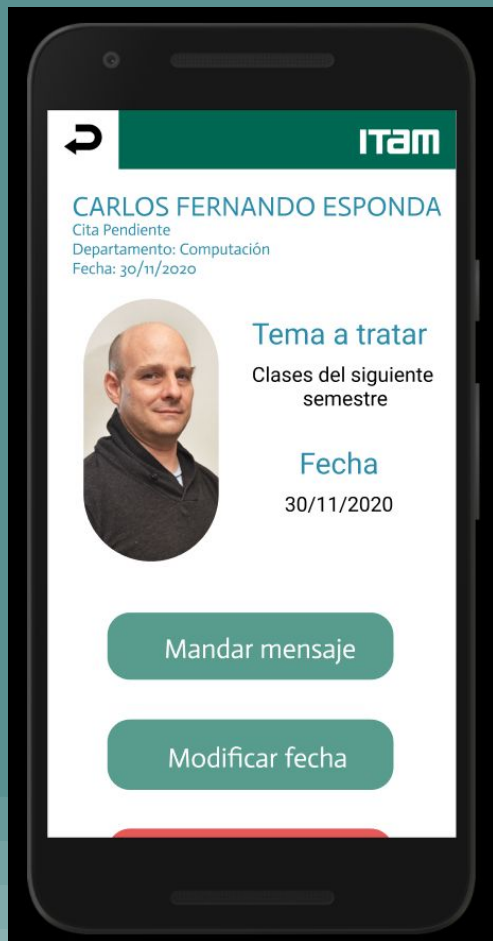 ITAM
CARLOS FERNANDO ESPONDA
Cita Pendiente
Departamento: Computación
Fecha: 30/11/2020
Tema a tratar
Clases del siguiente
semestre
Fecha
30/11/2020
Mandar mensaje
Modificar fecha